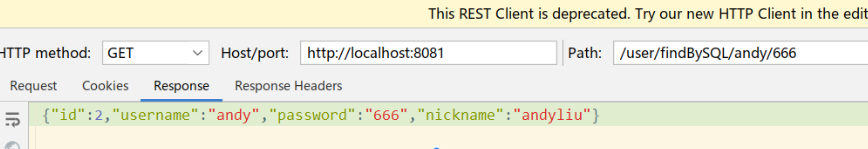 This REST Client is deprecated. Try our new HTTP Client in the edit
HTTP method: GET Host/port: http://localhost:8081 Path: /user/findBySQL/andy/666
Request Cookies Response Response Headers
{"id":2,"username":"andy","password":"666","nickname":"andyliu"}